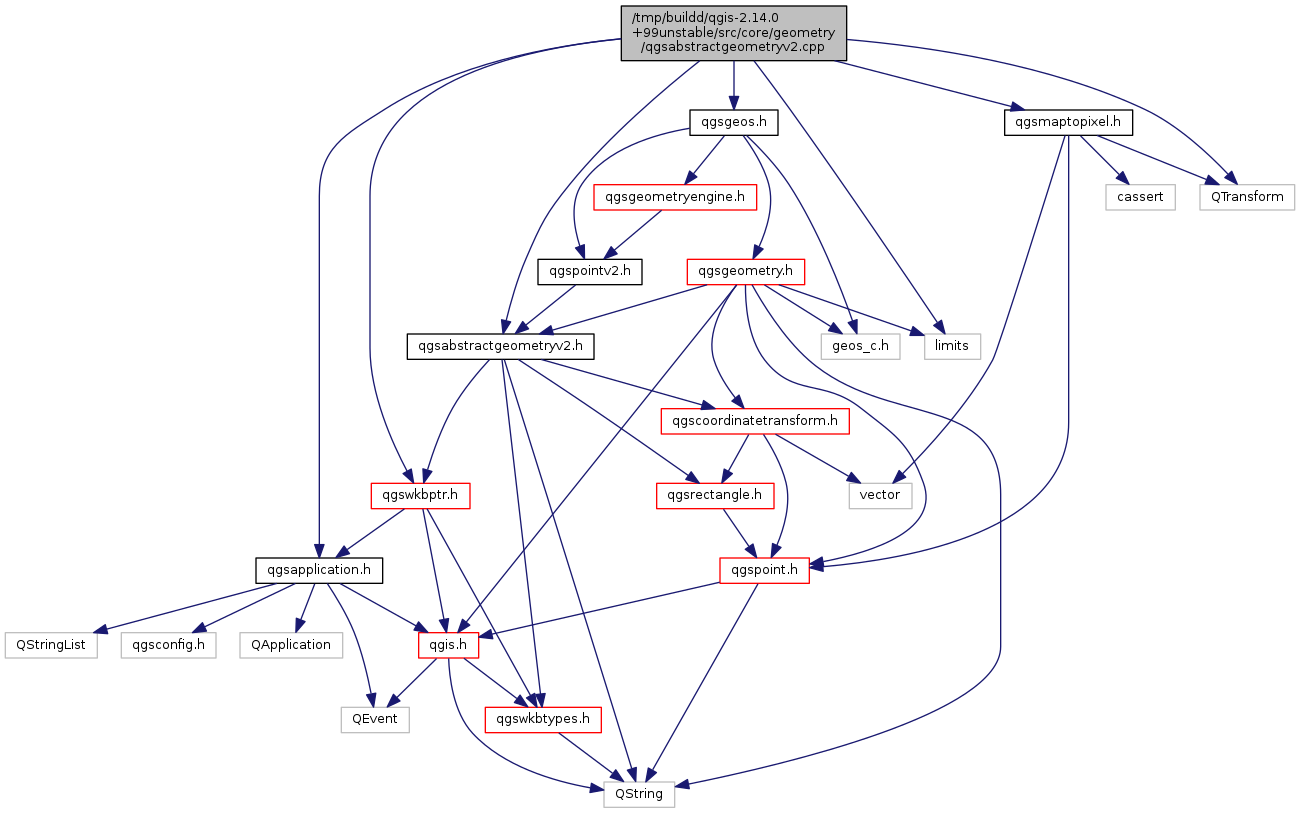 /tmp/buildd/qgis-2.14.0
+99unstable/src/core/geometry
/qgsabstractgeometryv2.cpp
qgsgeos.h
qgsmaptopixel.h
qgsgeometryengine.h
cassert
QTransform
qgspointv2.h
qgsgeometry.h
qgsabstractgeometryv2.h
geos_c.h
limits
qgscoordinatetransform.h
qgswkbptr.h
qgsrectangle.h
vector
qgsapplication.h
qgspoint.h
QStringList
qgsconfig.h
QApplication
qgis.h
QEvent
qgswkbtypes.h
QString